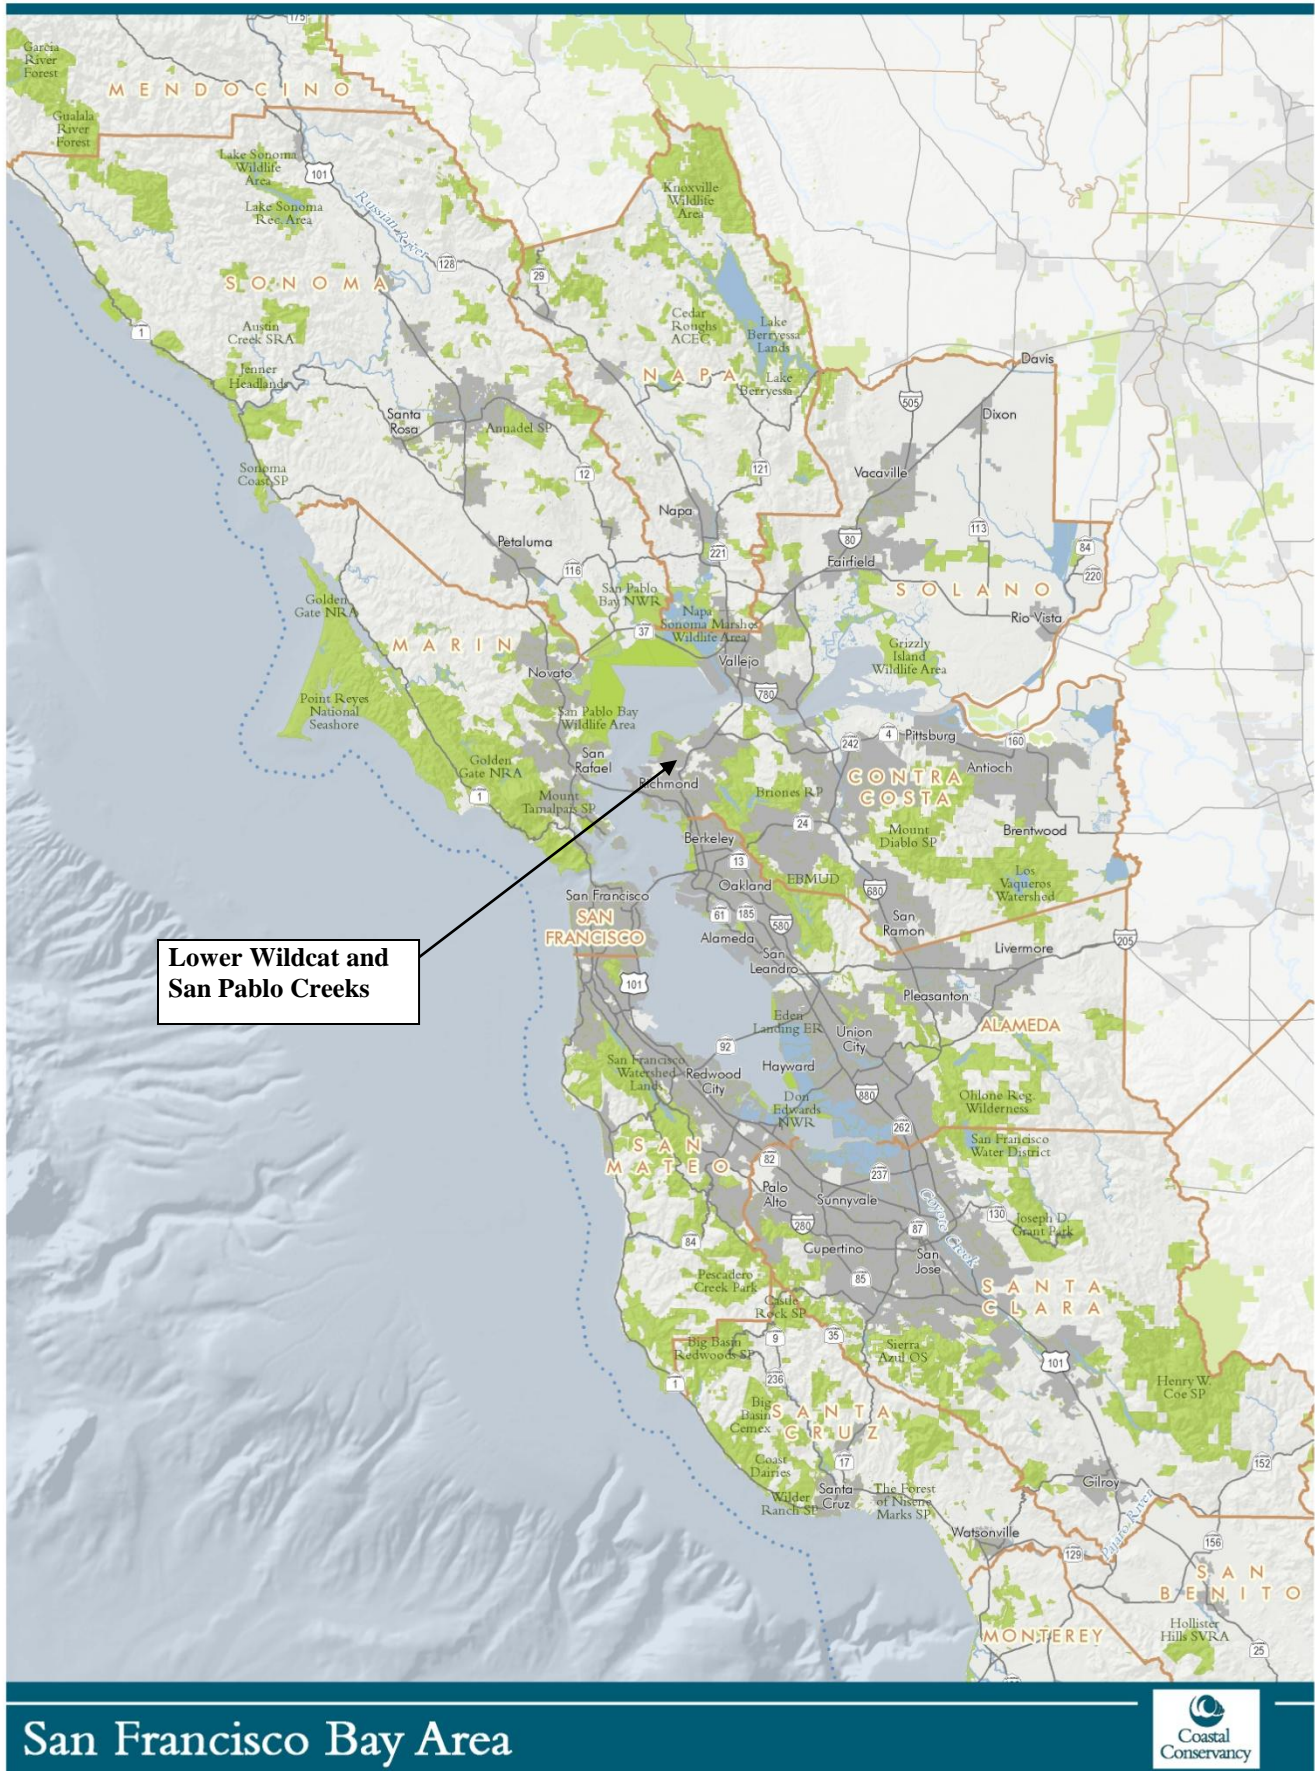 175
Garcia
River
Forest
MENDOCINO
Gualala
River
Forest
Lake Sonoma
Wildlife
Area
101
Lake Sonoma
Rec. Area
Russian River
Knoxville
Wildlife
Area
128
29
SONOMA
1
Austin
Creek SRA
Cedar
Roughs
ACEC
Lake
Berryessa
Lands
Jenner
Headlands
NAPA
Lake
Berryessa
Davis
505
Dixon
Santa
Rosa
Annadel SP
Sonoma
Coast SP
12
121
Vacaville
Napa
113
80
Petaluma
221
84
Fairfield
116
220
San Pablo
Bay NWR
SOLANO
Golden
Gate NRA
Napa
Sonoma Marshes
Wildlife Area
Rio Vista
37
MARIN
Grizzly
Island
Wildlife Area
Vallejo
Novato
780
Point Reyes
National
Seashore
San Pablo Bay
Wildlife Area
242
4
Pittsburg
160
San
Rafael
Golden
Gate NRA
Antioch
Richmond
CONTRA
COSTA
Briones RP
1
Mount
Tamalpais SP
24
Mount
Diablo SP
Brentwood
Berkeley
13
Los
Vaqueros
Watershed
Oakland
EBMUD
680
San Francisco
SAN
FRANCISCO
61
185
580
San
Ramon
Alameda
205
Livermore
San
Leandro
Lower Wildcat and
San Pablo Creeks
101
Pleasanton
Eden
Landing ER
Union
City
ALAMEDA
92
San Francisco
Watershed
Lands
Redwood
City
Hayward
880
Don
Edwards
NWR
Ohlone Reg.
Wilderness
262
San Francisco
Water District
SAN
MATEO
82
237
Palo
Alto
Sunnyvale
Coyote Creek
130
Joseph D.
Grant Park
280
87
84
Cupertino
San
Jose
85
Pescadero
Creek Park
SANTA
CLARA
Castle
Rock SP
9
35
Big Basin
Redwoods SP
Sierra
Azul OS
101
1
236
Henry W.
Coe SP
Big
Basin
Cemex
SANTA
CRUZ
Coast
Dairies
17
152
Gilroy
Santa
Cruz
Wilder
Ranch SP
The Forest
of Nisene
Marks SP
Pajaro River
Watsonville
156
129
SAN
BENITO
MONTEREY
Hollister
Hills SVRA
25
San Francisco Bay Area
Coastal
Conservancy